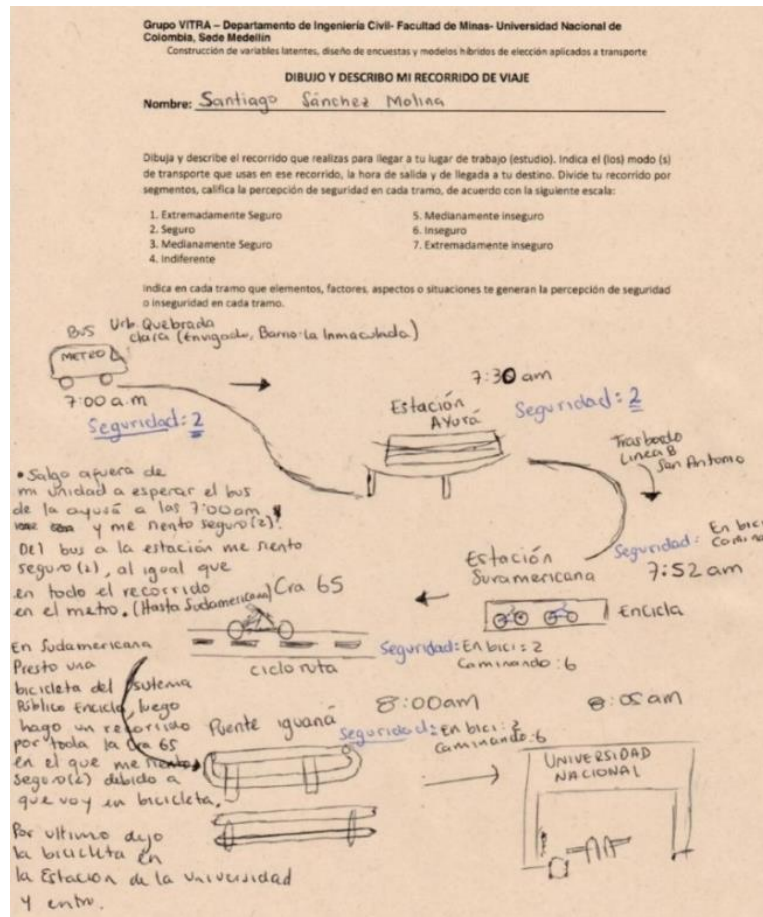 Grupo VITRA – Departamento de Ingeniería Civil- Facultad de Minas- Universidad Nacional de
Colombia, Sede Medellín
Construcción de variables latentes, diseño de encuestas y modelos híbridos de elección aplicados a transporte
DIBUJO Y DESCRIBO MI RECORRIDO DE VIAJE
Nombre: Santiago Sánchez Molina
Dibuja y describe el recorrido que realizas para llegar a tu lugar de trabajo (estudio). Indica el (los) modo (s)
de transporte que usas en ese recorrido, la hora de salida y de llegada a tu destino. Divide tu recorrido por
segmentos, califica la percepción de seguridad en cada tramo, de acuerdo con la siguiente escala:
1. Extremadamente Seguro
2. Seguro
3. Medianamente Seguro
4. Indiferente
5. Medianamente inseguro
6. Inseguro
7. Extremadamente inseguro
Indica en cada tramo que elementos, factores, aspectos o situaciones te generan la percepción de seguridad
o inseguridad en cada tramo.
BUS Urb. Quebrada
clara (Envigado, Barrio La Inmaculada)
METRO
7:00 a.m
Seguridad: 2
7:30 am
Estación
Ayurá
Seguridad: 2
Trasbordo
Linea B
San Antonio
• Salgo afuera de
mi unidad a esperar el bus
de la ayurá a las 7:00am
y me siento seguro (2).
Del bus a la estación me siento
seguro (2), al igual que
en todo el recorrido
en el metro. (Hasta Sudamericana)
Estación
Suramericana
Seguridad: En bici
7:52 am
EnCicla
Cra 65
ciclo ruta
Seguridad: En bici: 2
Caminando: 6
En Sudamericana
Presto una
bicicleta del sistema
Público Encicla, luego
hago un recorrido
por toda la Cra 65
en el que me siento
seguro (2) debido a
que voy en bicicleta.
Por ultimo dejo
la bicicleta en
la Estación de la universidad
y entro.
Puente iguaná
8:00am
Seguridad: En bici: 2
Caminando: 6
8:05 am
UNIVERSIDAD
NACIONAL